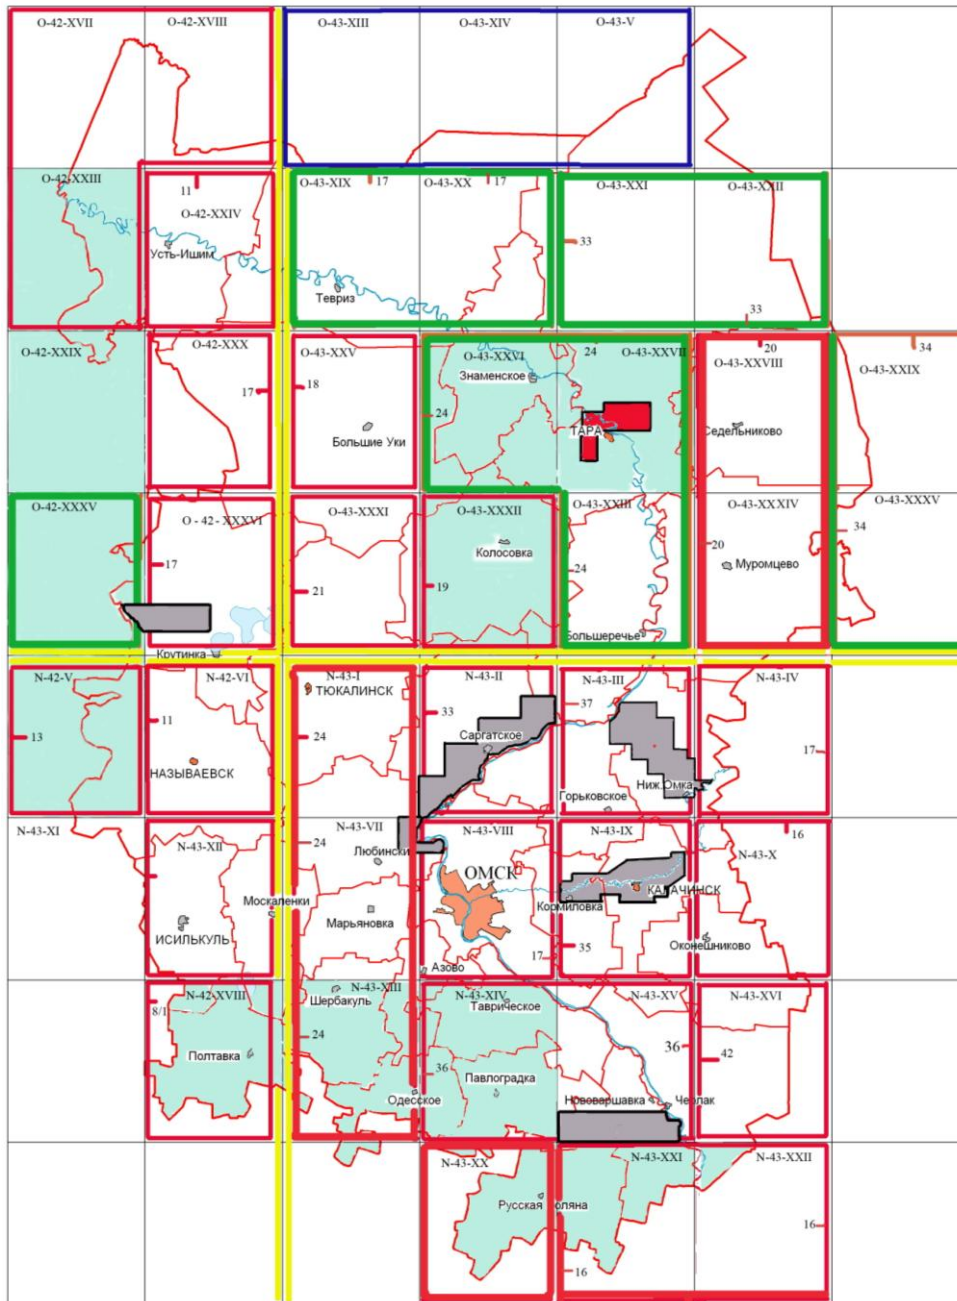 O-42-XVII
O-42-XVIII
O-43-XIII
O-43-XIV
O-43-V
O-42-XXIII
11
O-42-XXIV
Усть-Ишим
O-43-XIX
17
O-43-XX
17
Тевриз
O-43-XXI
O-43-XXII
33
33
O-42-XXIX
O-42-XXX
17
O-43-XXV
18
Большие Уки
O-43-XXVI
24
O-43-XXVII
Знаменское
24
ТАРА
20
O-43-XXVIII
Седельниково
34
O-43-XXIX
O-42-XXXV
O - 42 - XXXVI
17
Крутинка
O-43-XXXI
21
O-43-XXXII
Колосовка
19
O-43-XXIII
24
Большеречье
O-43-XXXIV
20
Муромцево
O-43-XXXV
34
N-42-V
13
N-42-VI
11
НАЗЫВАЕВСК
N-43-I
ТЮКАЛИНСК
24
N-43-II
33
Саргатское
N-43-III
37
Ниж.Омка
Горьковское
N-43-IV
17
N-43-XI
N-43-XII
Москаленки
ИСИЛЬКУЛЬ
N-43-VII
24
Любински
Марьяновка
N-43-VIII
ОМСК
17
Азово
N-43-IX
КАЛАЧИНСК
Кормиловка
35
16
N-43-X
Оконешниково
N-42-XVIII
8/1
Полтавка
N-43-XIII
Шербакуль
24
Одесское
N-43-XIV
Таврическое
36
Павлоградка
N-43-XV
36
Нововаршавка
Черлак
N-43-XVI
42
N-43-XX
Русская Поляна
N-43-XXI
16
N-43-XXII
16